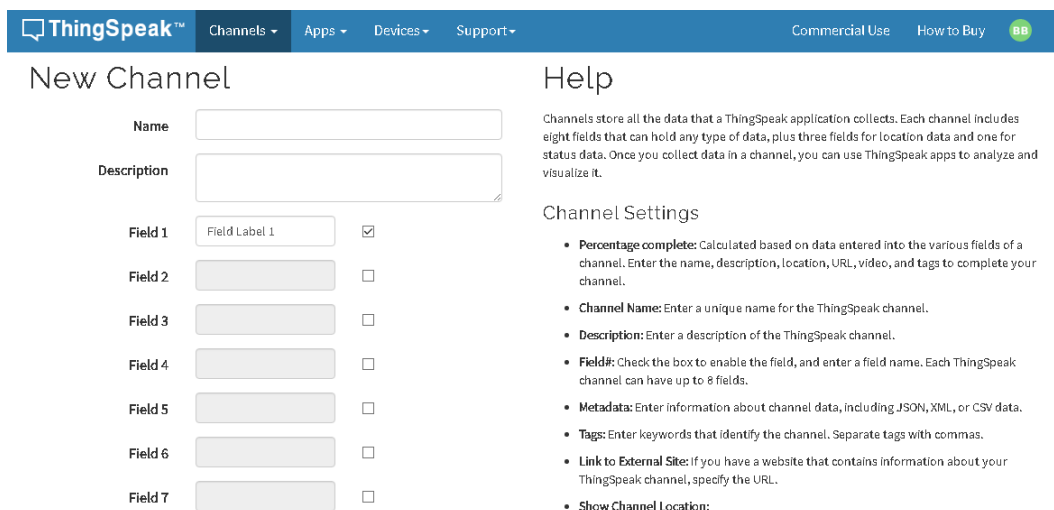 ThingSpeak™ Channels Apps Devices Support Commercial Use How to Buy BB
New Channel
Name
Description
Field 1 Field Label 1
Field 2
Field 3
Field 4
Field 5
Field 6
Field 7
Help
Channels store all the data that a ThingSpeak application collects. Each channel includes
eight fields that can hold any type of data, plus three fields for location data and one for
status data. Once you collect data in a channel, you can use ThingSpeak apps to analyze and
visualize it.
Channel Settings
• Percentage complete: Calculated based on data entered into the various fields of a
channel. Enter the name, description, location, URL, video, and tags to complete your
channel.
• Channel Name: Enter a unique name for the ThingSpeak channel.
• Description: Enter a description of the ThingSpeak channel.
• Field#: Check the box to enable the field, and enter a field name. Each ThingSpeak
channel can have up to 8 fields.
• Metadata: Enter information about channel data, including JSON, XML, or CSV data.
• Tags: Enter keywords that identify the channel. Separate tags with commas.
• Link to External Site: If you have a website that contains information about your
ThingSpeak channel, specify the URL.
• Show Channel Location: